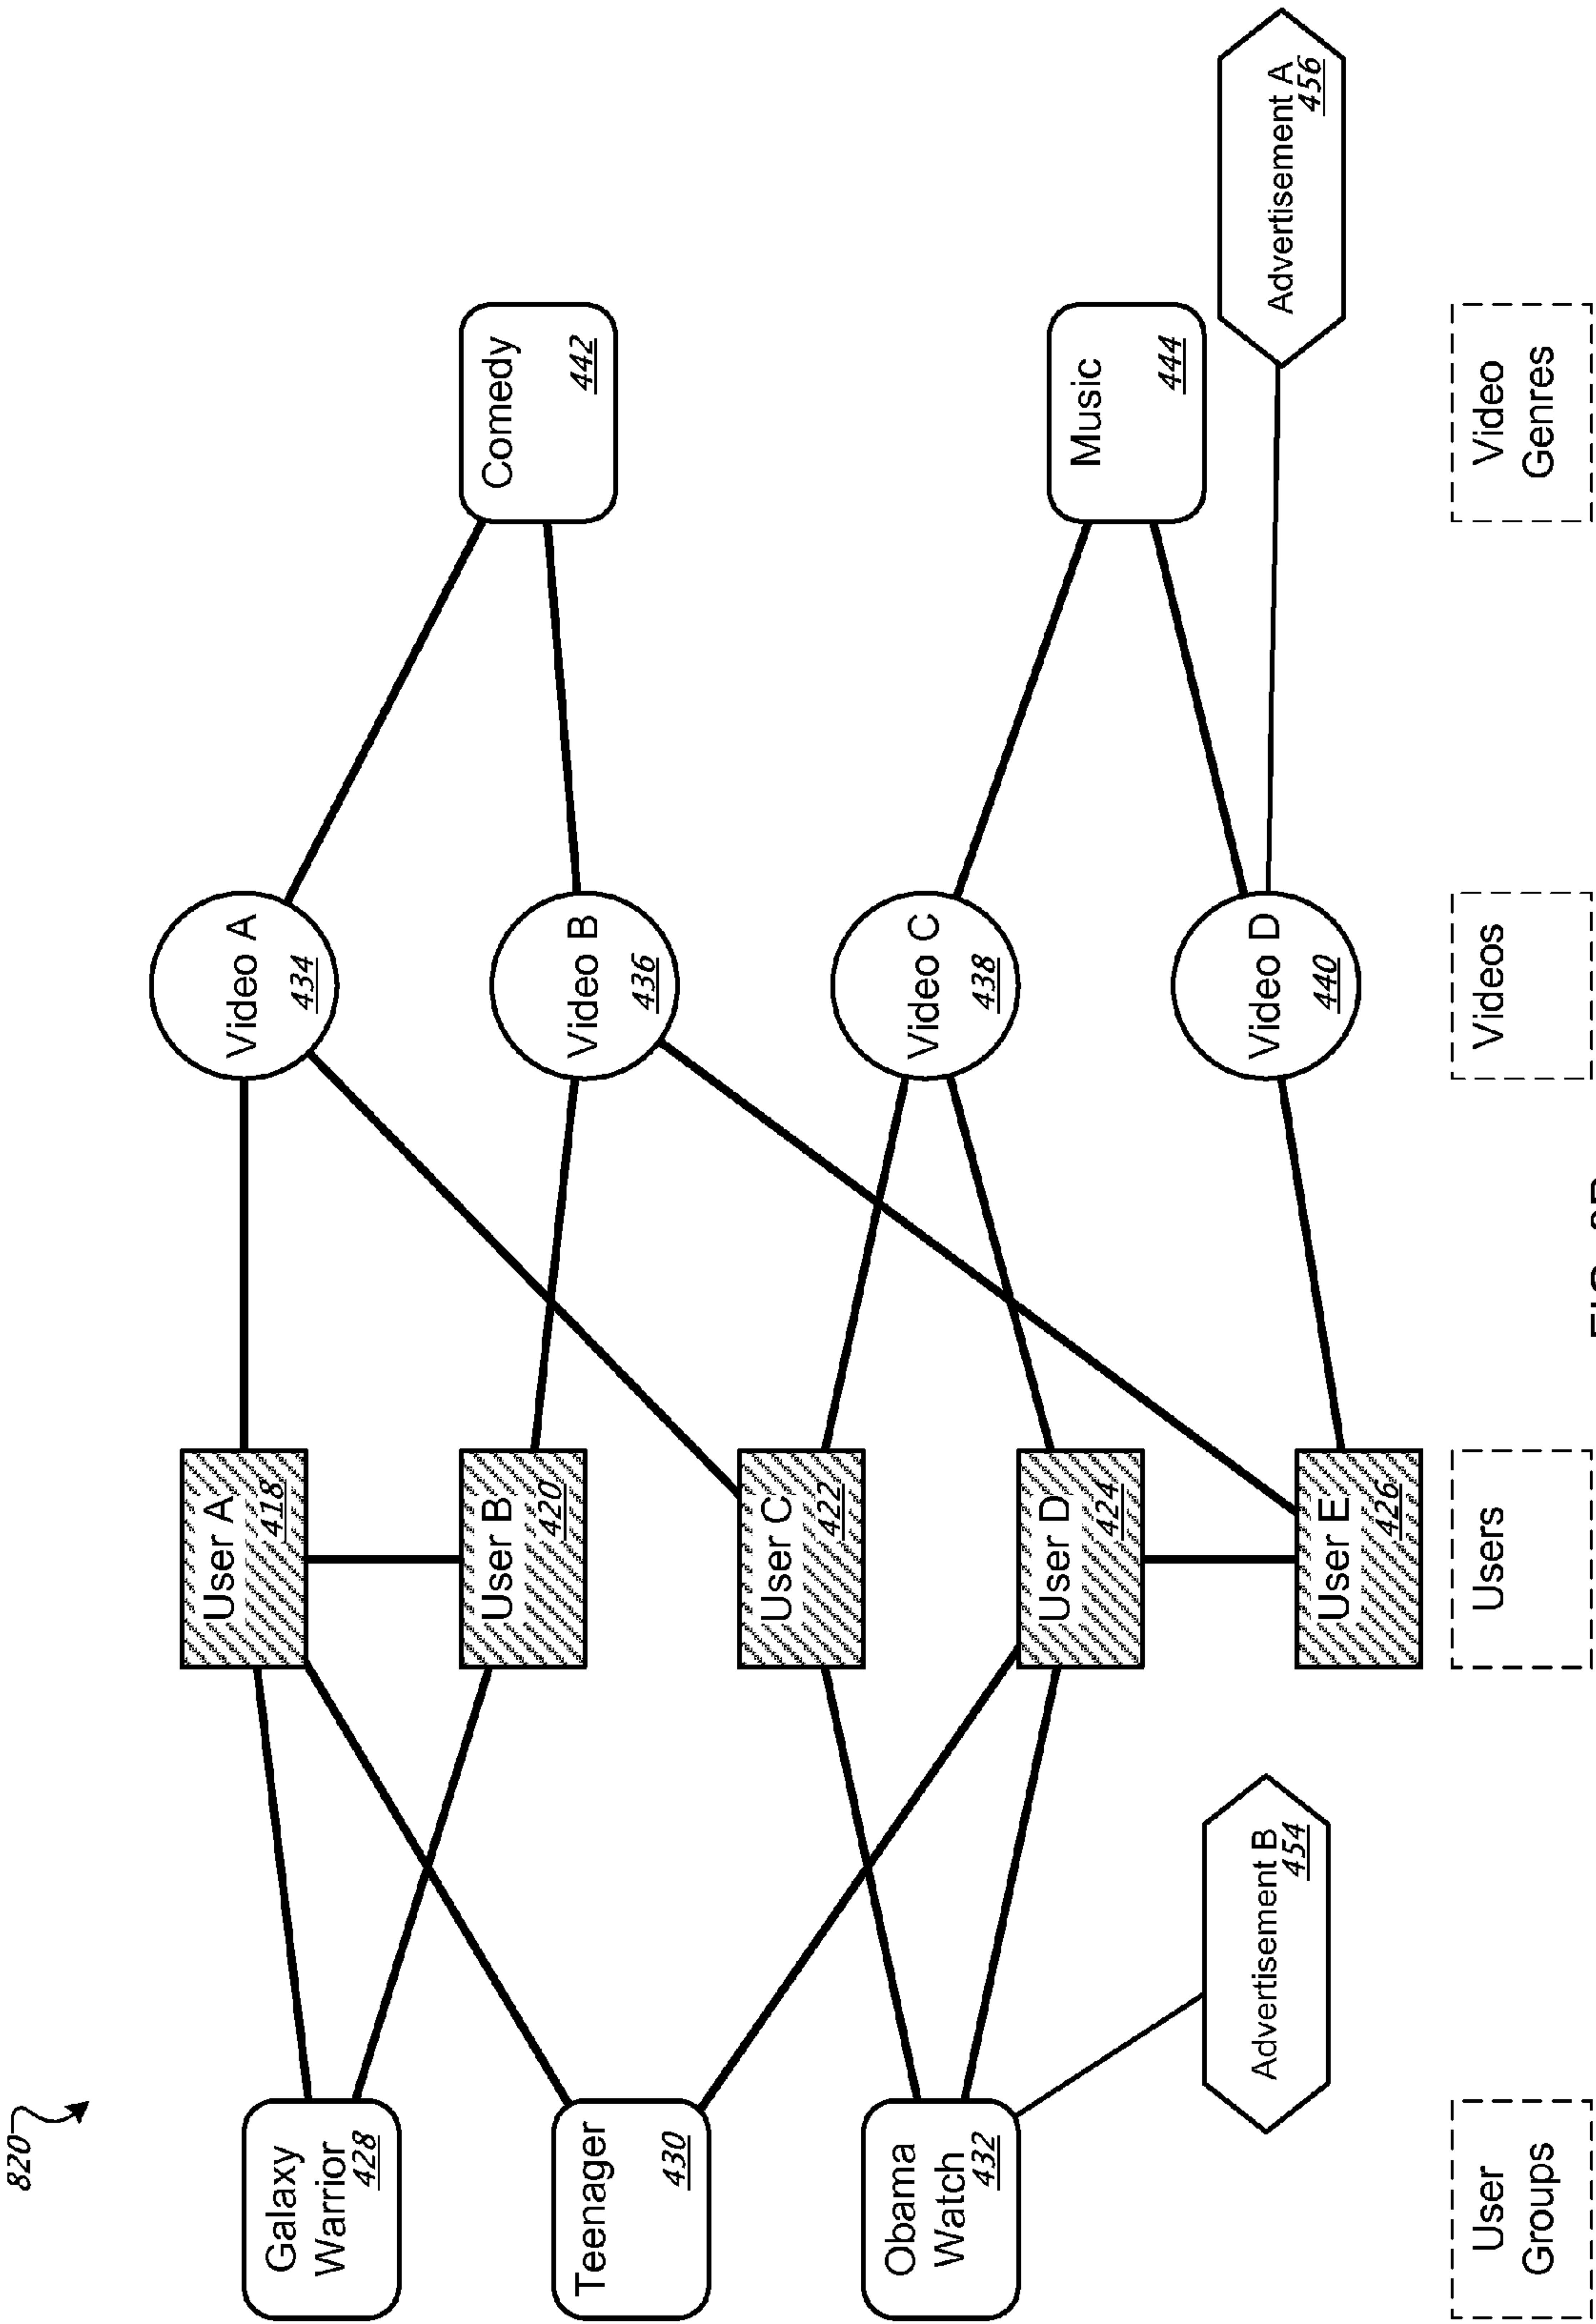 820
Galaxy
Warrior
428
Teenager
430
Obama
Watch
432
Advertisement B
454
User
Groups
User A
418
User B
420
User C
422
User D
424
User E
426
Users
Video A
434
Video B
436
Video C
438
Video D
440
Videos
Comedy
442
Music
444
Advertisement A
456
Video
Genres